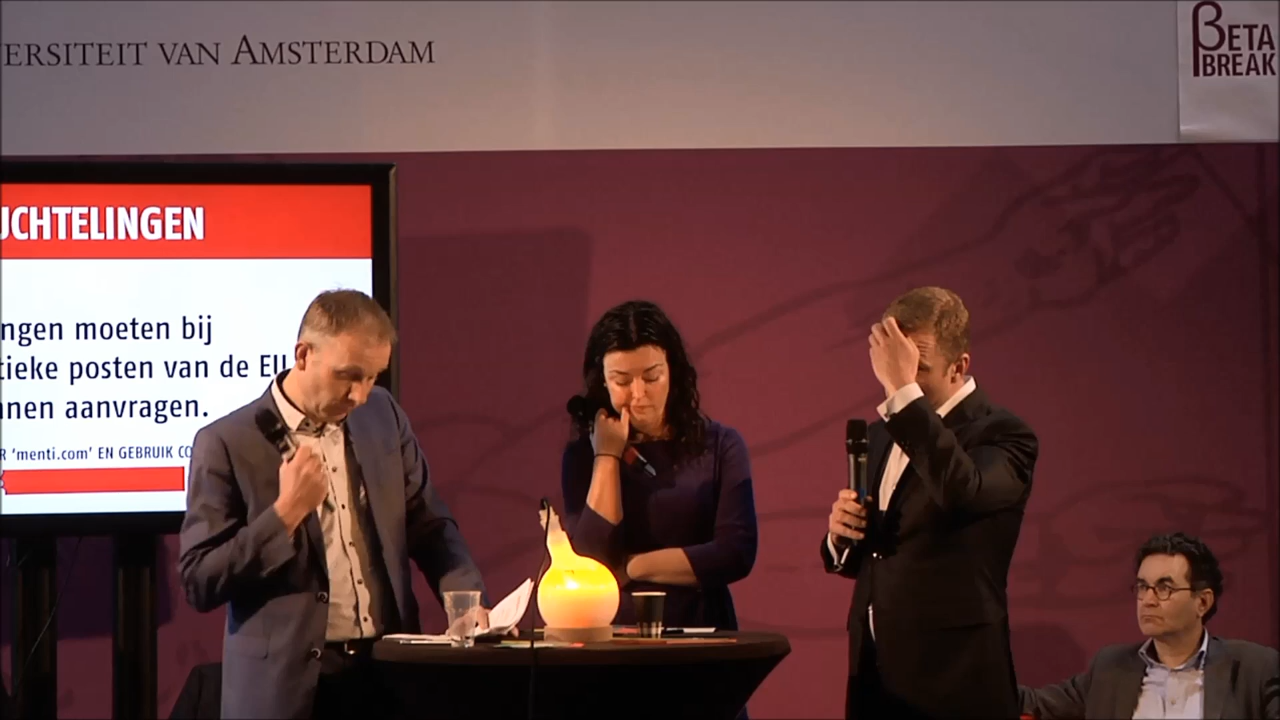 ERSITEIT VAN AMSTERDAM
BETA
BREAK
UCHTELINGEN
ngen moeten bij
tieke posten van de EU
nnen aanvragen.
R 'menti.com' EN GEBRUIK CO